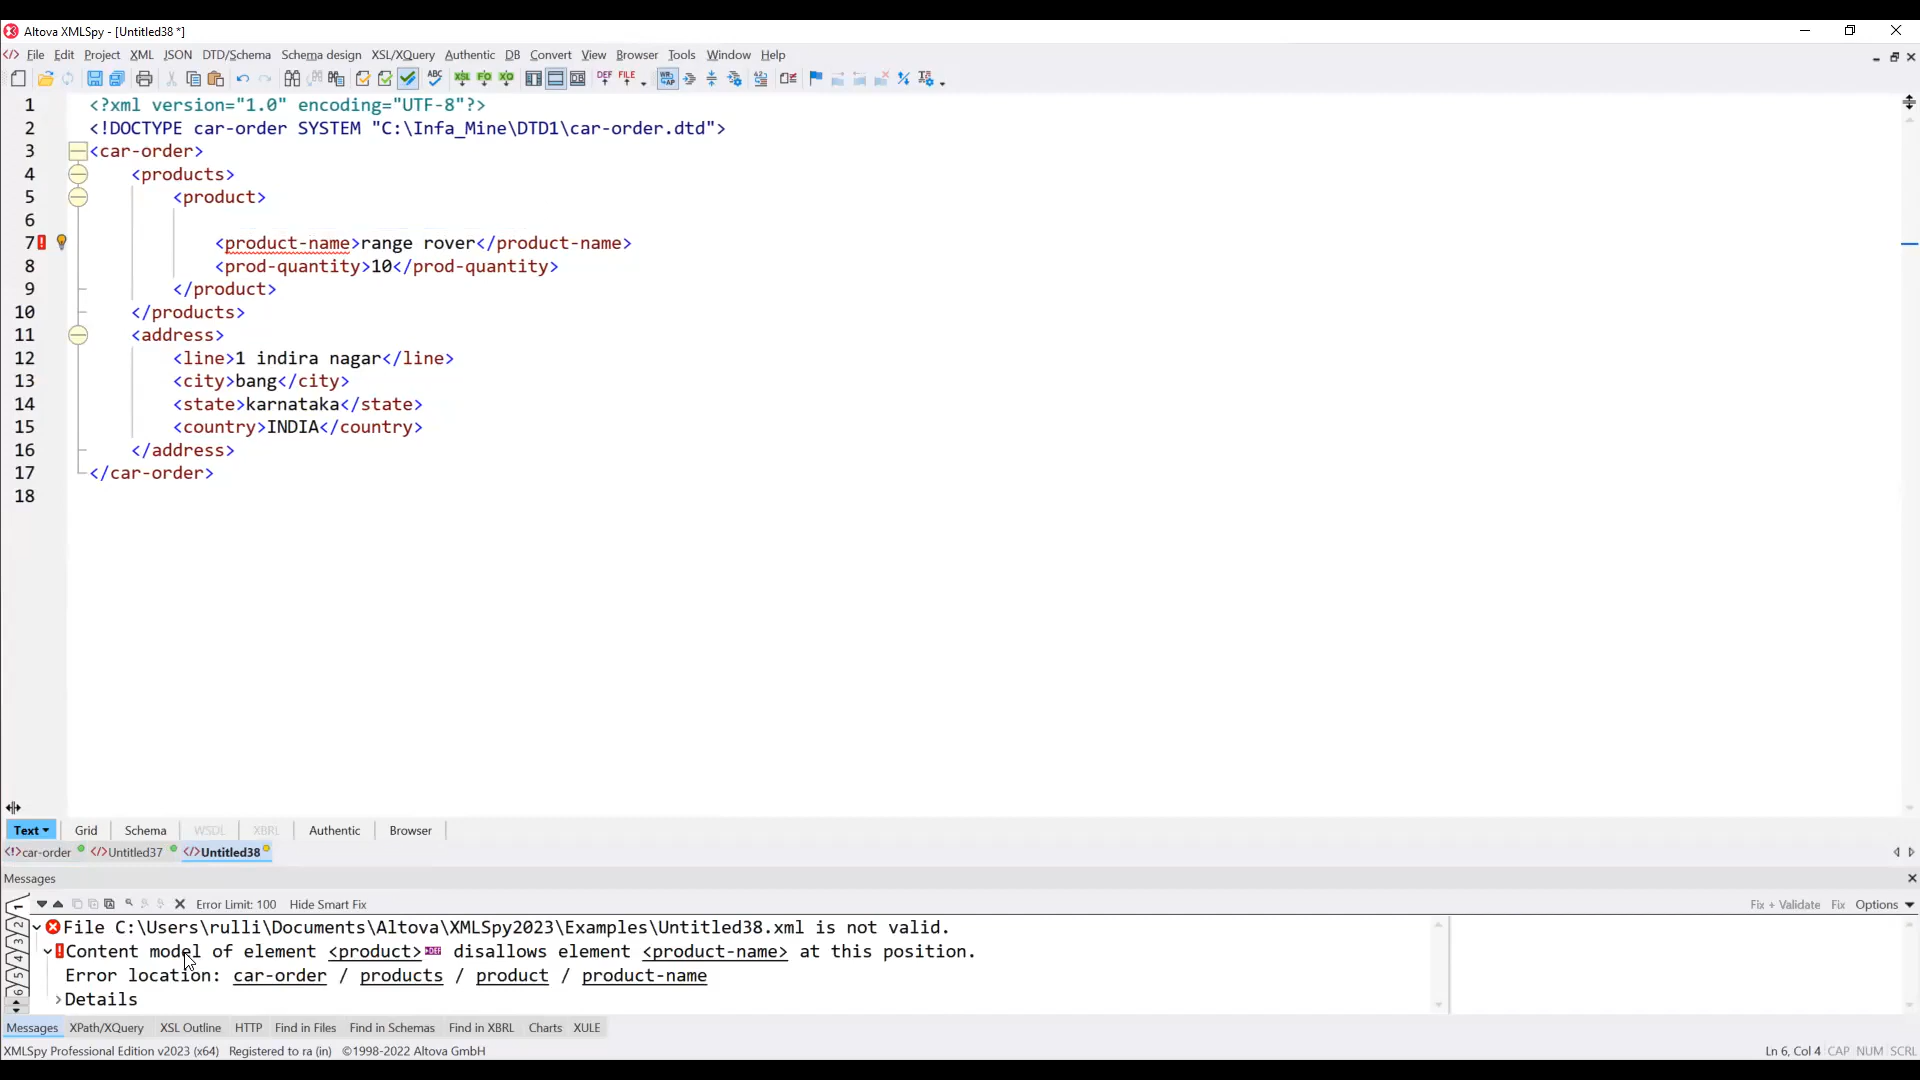 Altova XMLSpy - [Untitled38 *]
File Edit Project XML JSON DTD/Schema Schema design XSL/XQuery Authentic DB Convert View Browser Tools Window Help
1 <?xml version="1.0" encoding="UTF-8"?>
2 <!DOCTYPE car-order SYSTEM "C:\Infa_Mine\DTD1\car-order.dtd">
3 <car-order>
4 <products>
5 <product>
6
7 <product-name>range rover</product-name>
8 <prod-quantity>10</prod-quantity>
9 </product>
10 </products>
11 <address>
12 <line>1 indira nagar</line>
13 <city>bang</city>
14 <state>karnataka</state>
15 <country>INDIA</country>
16 </address>
17 </car-order>
18
Text Grid Schema WSDL XBRL Authentic Browser
car-order Untitled37 Untitled38
Messages
Error Limit: 100 Hide Smart Fix Fix + Validate Fix Options
File C:\Users\rulli\Documents\Altova\XMLSpy2023\Examples\Untitled38.xml is not valid.
Content model of element <product> disallows element <product-name> at this position.
Error location: car-order / products / product / product-name
Details
Messages XPath/XQuery XSL Outline HTTP Find in Files Find in Schemas Find in XBRL Charts XULE
XMLSpy Professional Edition v2023 (x64) Registered to ra (in) ©1998-2022 Altova GmbH Ln 6, Col 4 CAP NUM SCRL